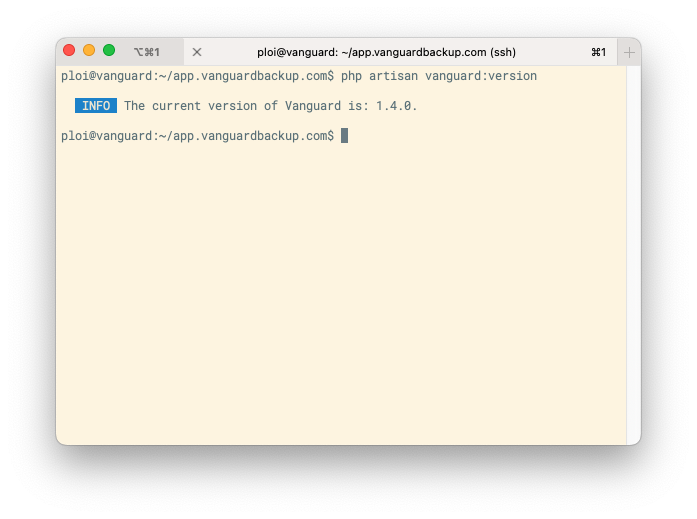 ⌥⌘1
ploi@vanguard: ~/app.vanguardbackup.com (ssh)
⌘1
ploi@vanguard:~/app.vanguardbackup.com$ php artisan vanguard:version
INFO The current version of Vanguard is: 1.4.0.
ploi@vanguard:~/app.vanguardbackup.com$